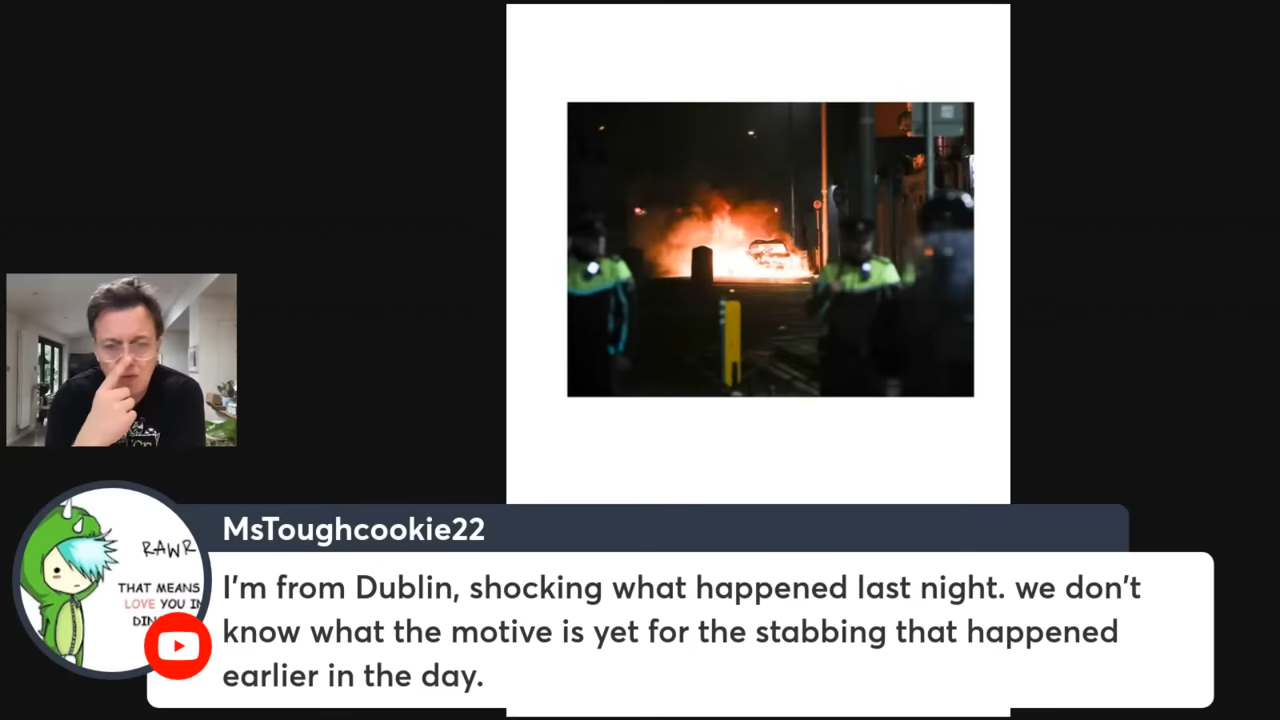 MsToughcookie22
I'm from Dublin, shocking what happened last night. we don't
know what the motive is yet for the stabbing that happened
earlier in the day.
RAWR
THAT MEANS
LOVE YOU IN